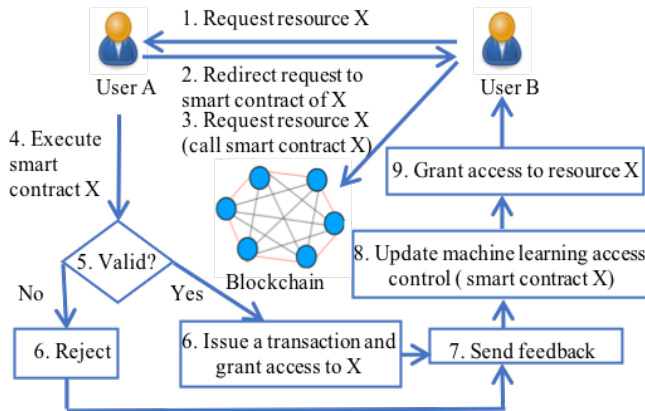 1. Request resource X
User A
User B
2. Redirect request to
smart contract of X
3. Request resource X
(call smart contract X)
4. Execute
smart
contract X
9. Grant access to resource X
5. Valid?
Blockchain
8. Update machine learning access
control ( smart contract X)
No
Yes
6. Reject
6. Issue a transaction and
grant access to X
7. Send feedback